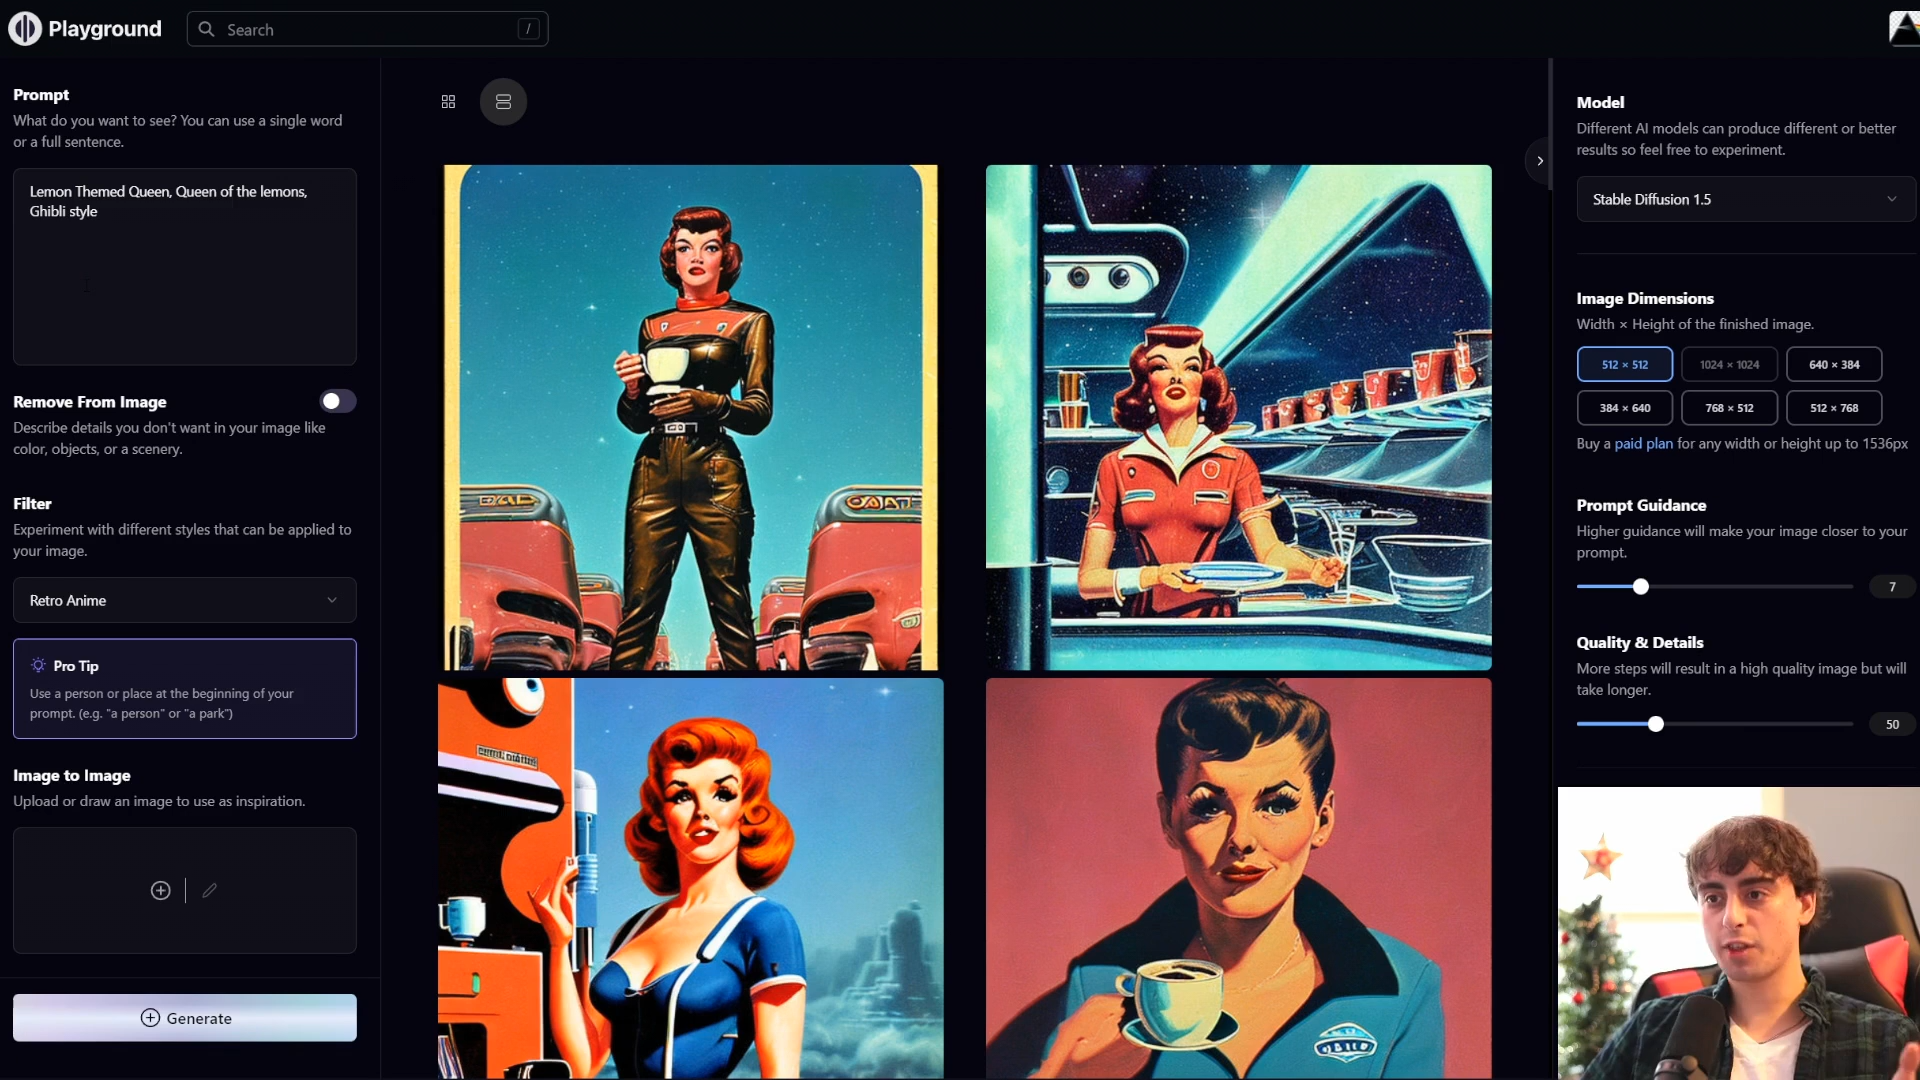 Playground
Search
/
Prompt
What do you want to see? You can use a single word
or a full sentence.
Lemon Themed Queen, Queen of the lemons,
Ghibli style
Remove From Image
Describe details you don't want in your image like
color, objects, or a scenery.
Filter
Experiment with different styles that can be applied to
your image.
Retro Anime
Pro Tip
Use a person or place at the beginning of your
prompt. (e.g. "a person" or "a park")
Image to Image
Upload or draw an image to use as inspiration.
Generate
Model
Different AI models can produce different or better
results so feel free to experiment.
Stable Diffusion 1.5
Image Dimensions
Width × Height of the finished image.
512 × 512
1024 × 1024
640 × 384
384 × 640
768 × 512
512 × 768
Buy a paid plan for any width or height up to 1536px
Prompt Guidance
Higher guidance will make your image closer to your
prompt.
7
Quality & Details
More steps will result in a high quality image but will
take longer.
50